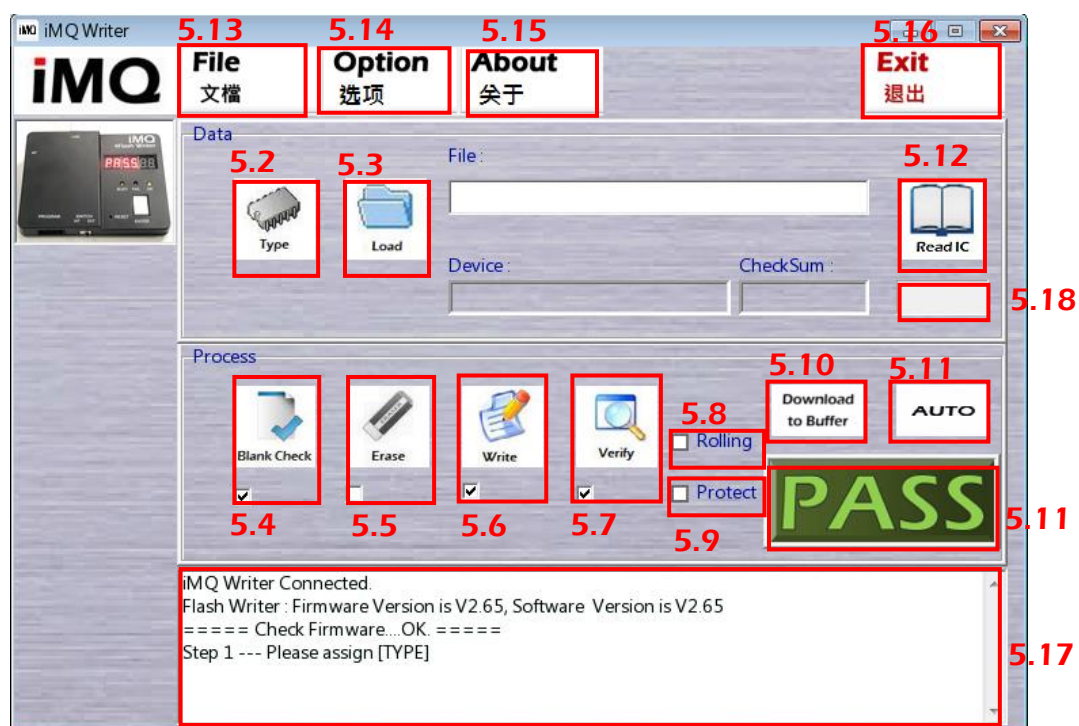 iMQ iMQ Writer
5.13 5.14 5.15 5.16
iMQ
File
文檔
Option
选项
About
关于
Exit
退出
iMQ
eFlash Writer
PASS
Data
5.2
Type
5.3
Load
File :
5.12
Read IC
Device :
CheckSum :
5.18
Process
Blank Check
5.4
Erase
5.5
Write
5.6
Verify
5.7
5.8
Rolling
Protect
5.9
5.10
Download
to Buffer
5.11
AUTO
PASS
5.11
iMQ Writer Connected.
Flash Writer : Firmware Version is V2.65, Software Version is V2.65
===== Check Firmware....OK. =====
Step 1 --- Please assign [TYPE]
5.17